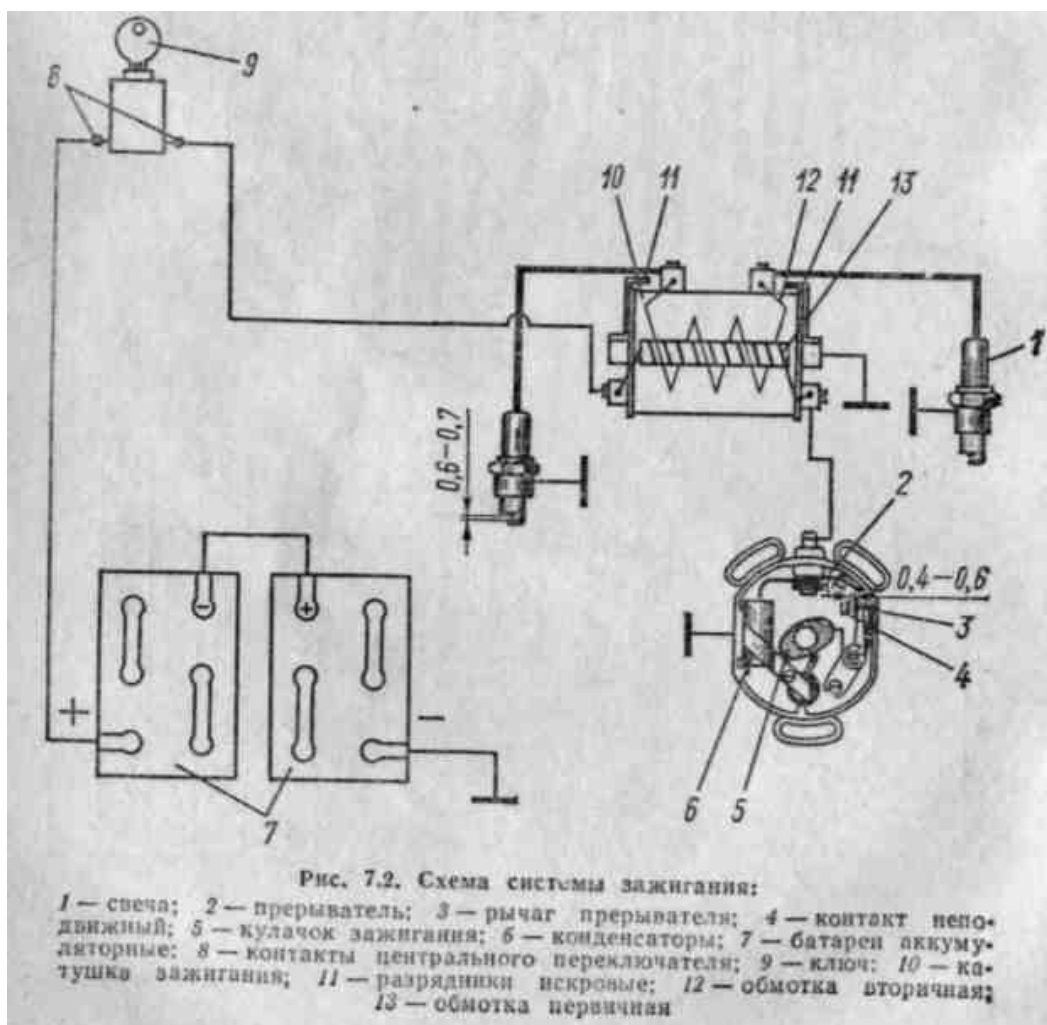 9
8
10 11 12 11 13
1
0,6–0,7
2
0,4–0,6
3
4
– +
+ –
6 5
7
Рис. 7.2. Схема системы зажигания:
1 — свеча; 2 — прерыватель; 3 — рычаг прерывателя; 4 — контакт непо-
движный; 5 — кулачок зажигания; 6 — конденсаторы; 7 — батареи аккуму-
ляторные; 8 — контакты центрального переключателя; 9 — ключ; 10 — ка-
тушка зажигания; 11 — разрядники искровые; 12 — обмотка вторичная;
13 — обмотка первичная